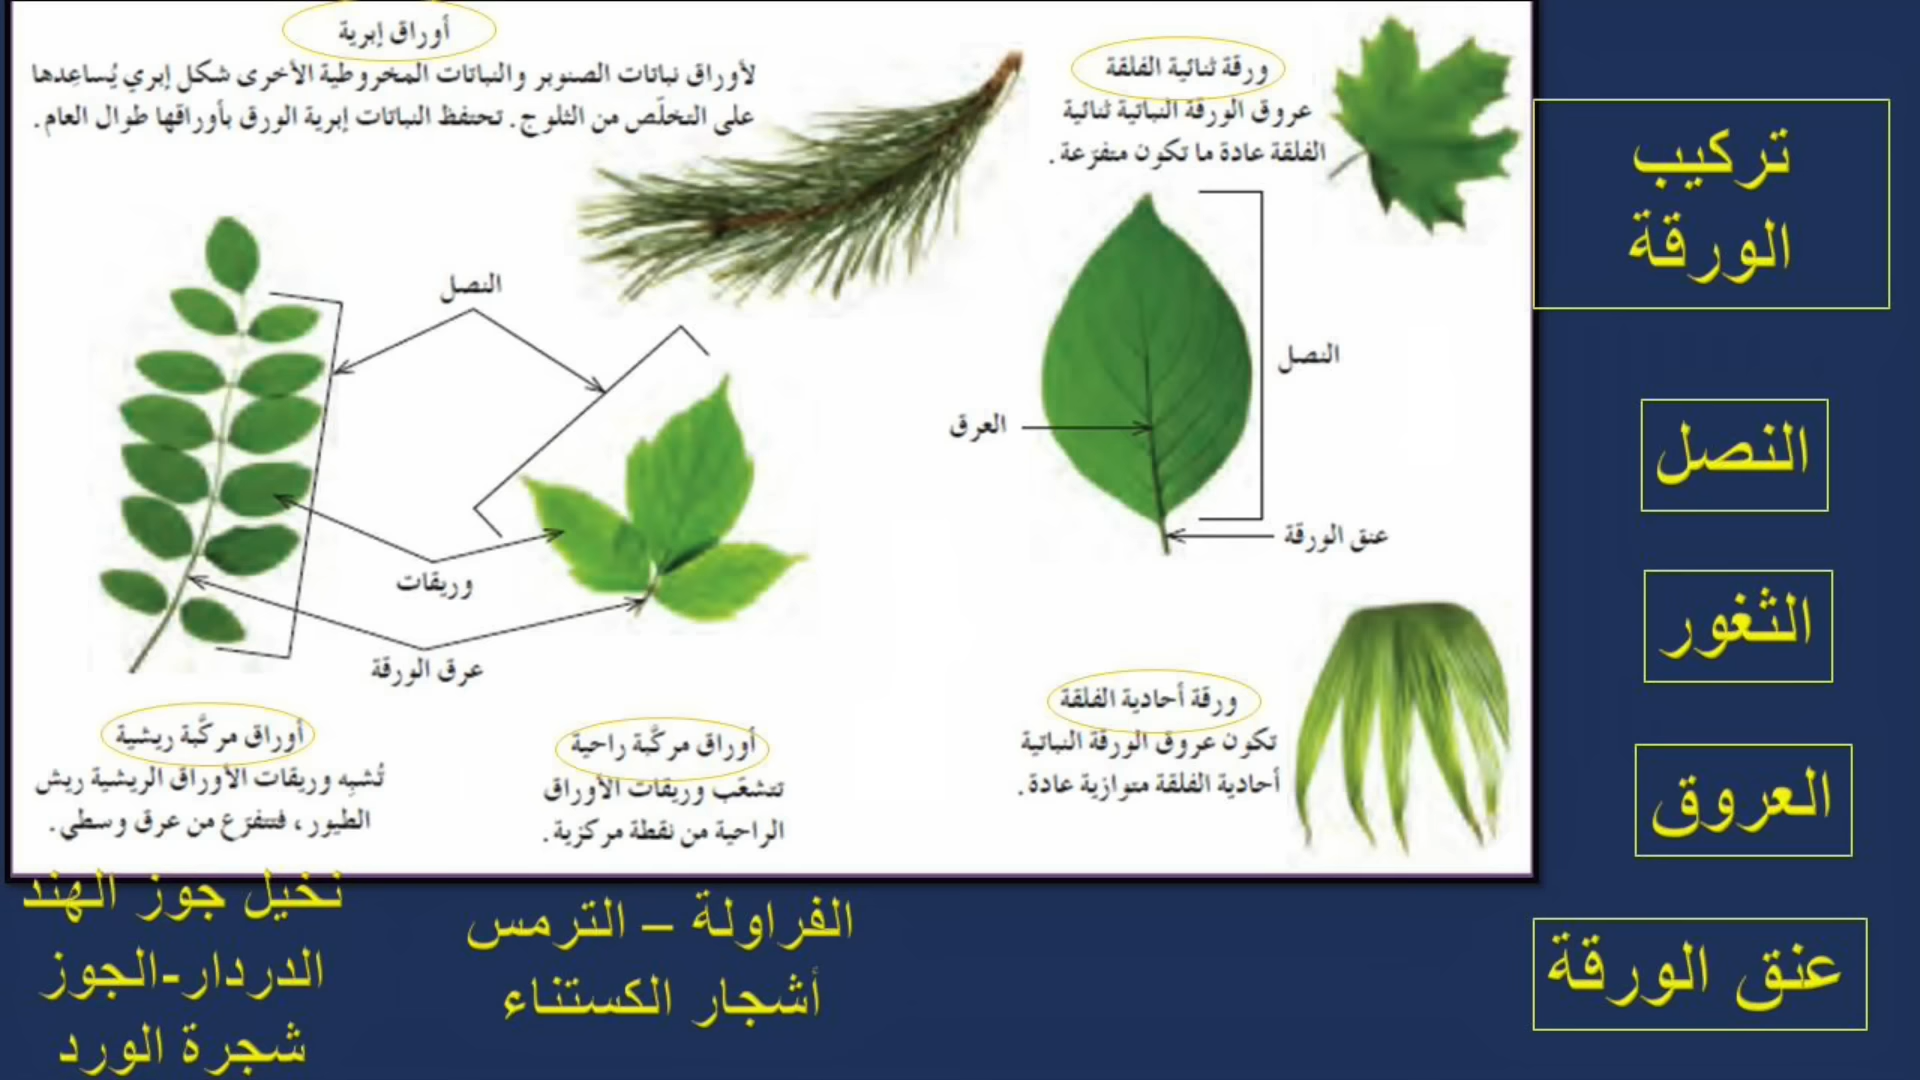 تركيب
الورقة
النصل
الثغور
العروق
عنق الورقة
ورقة ثنائية الفلقة
عروق الورقة النباتية ثنائية
الفلقة عادة ما تكون متفرّعة.
النصل
العرق
عنق الورقة
ورقة أحادية الفلقة
تكون عروق الورقة النباتية
أحادية الفلقة متوازية عادة.
أوراق إبرية
لأوراق نباتات الصنوبر والنباتات المخروطية الأخرى شكل إبري يُساعِدها
على التخلّص من الثلوج. تحتفظ النباتات إبرية الورق بأوراقها طوال العام.
النصل
وريقات
عرق الورقة
أوراق مركَّبة راحية
تتشعّب وريقات الأوراق
الراحية من نقطة مركزية.
أوراق مركَّبة ريشية
تُشبِه وريقات الأوراق الريشية ريش
الطيور، فتتفرّع من عرق وسطي.
الفراولة – الترمس
أشجار الكستناء
نخيل جوز الهند
الدردار-الجوز
شجرة الورد